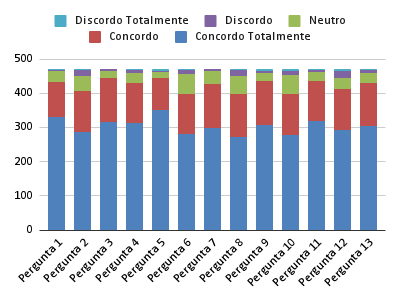 Discordo Totalmente Discordo Neutro
Concordo Concordo Totalmente
500
400
300
200
100
0
Pergunta 1 Pergunta 2 Pergunta 3 Pergunta 4 Pergunta 5 Pergunta 6 Pergunta 7 Pergunta 8 Pergunta 9 Pergunta 10 Pergunta 11 Pergunta 12 Pergunta 13